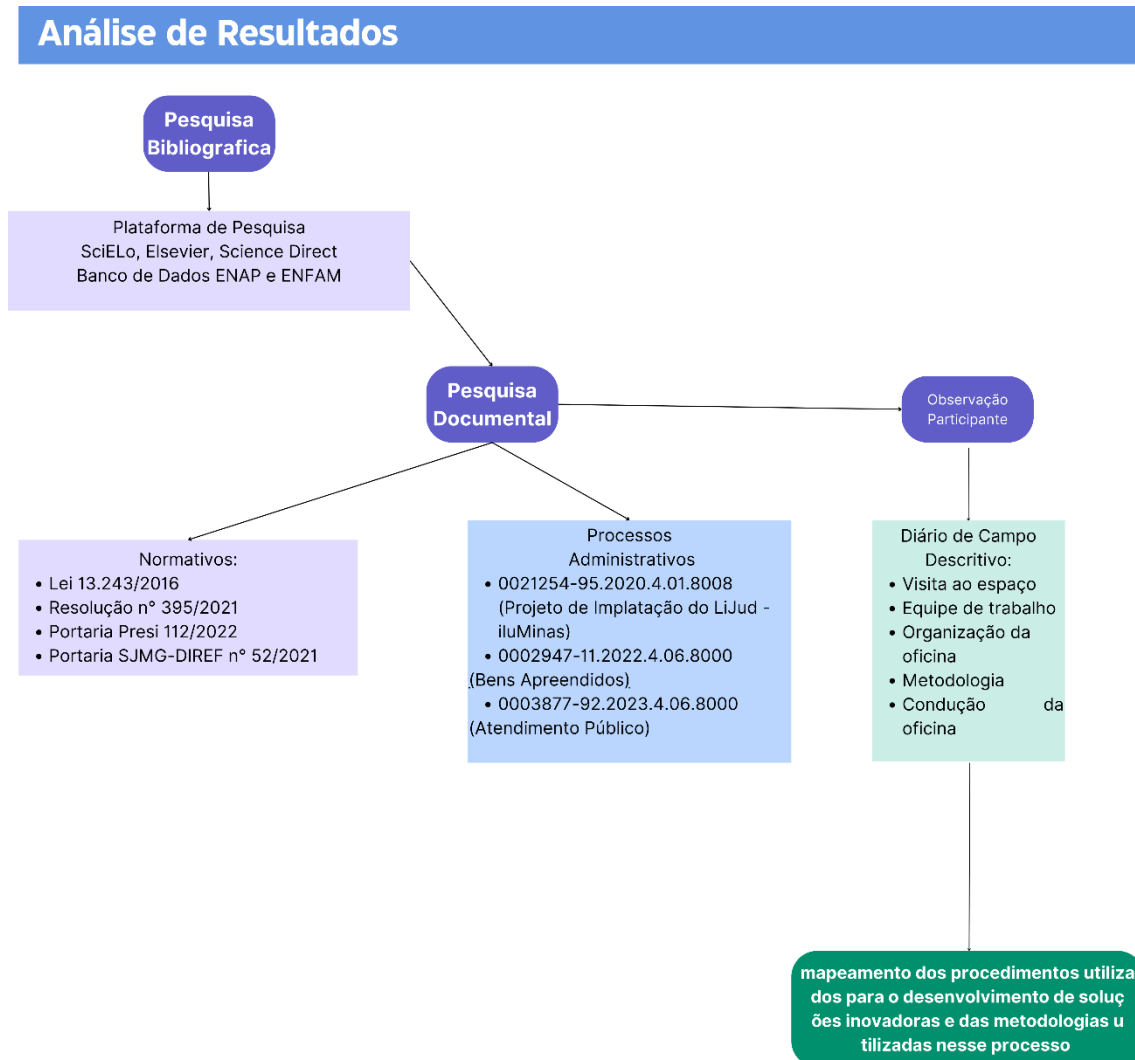 Análise de Resultados
Pesquisa
Bibliografica
Plataforma de Pesquisa
SciELo, Elsevier, Science Direct
Banco de Dados ENAP e ENFAM
Pesquisa
Documental
Observação
Participante
Normativos:
• Lei 13.243/2016
• Resolução n° 395/2021
• Portaria Presi 112/2022
• Portaria SJMG-DIREF n° 52/2021
Processos
Administrativos
• 0021254-95.2020.4.01.8008
(Projeto de Implatação do LiJud -
iluMinas)
• 0002947-11.2022.4.06.8000
(Bens Apreendidos)
• 0003877-92.2023.4.06.8000
(Atendimento Público)
Diário de Campo
Descritivo:
• Visita ao espaço
• Equipe de trabalho
• Organização da
oficina
• Metodologia
• Condução da
oficina
mapeamento dos procedimentos utiliza
dos para o desenvolvimento de soluç
ões inovadoras e das metodologias u
tilizadas nesse processo